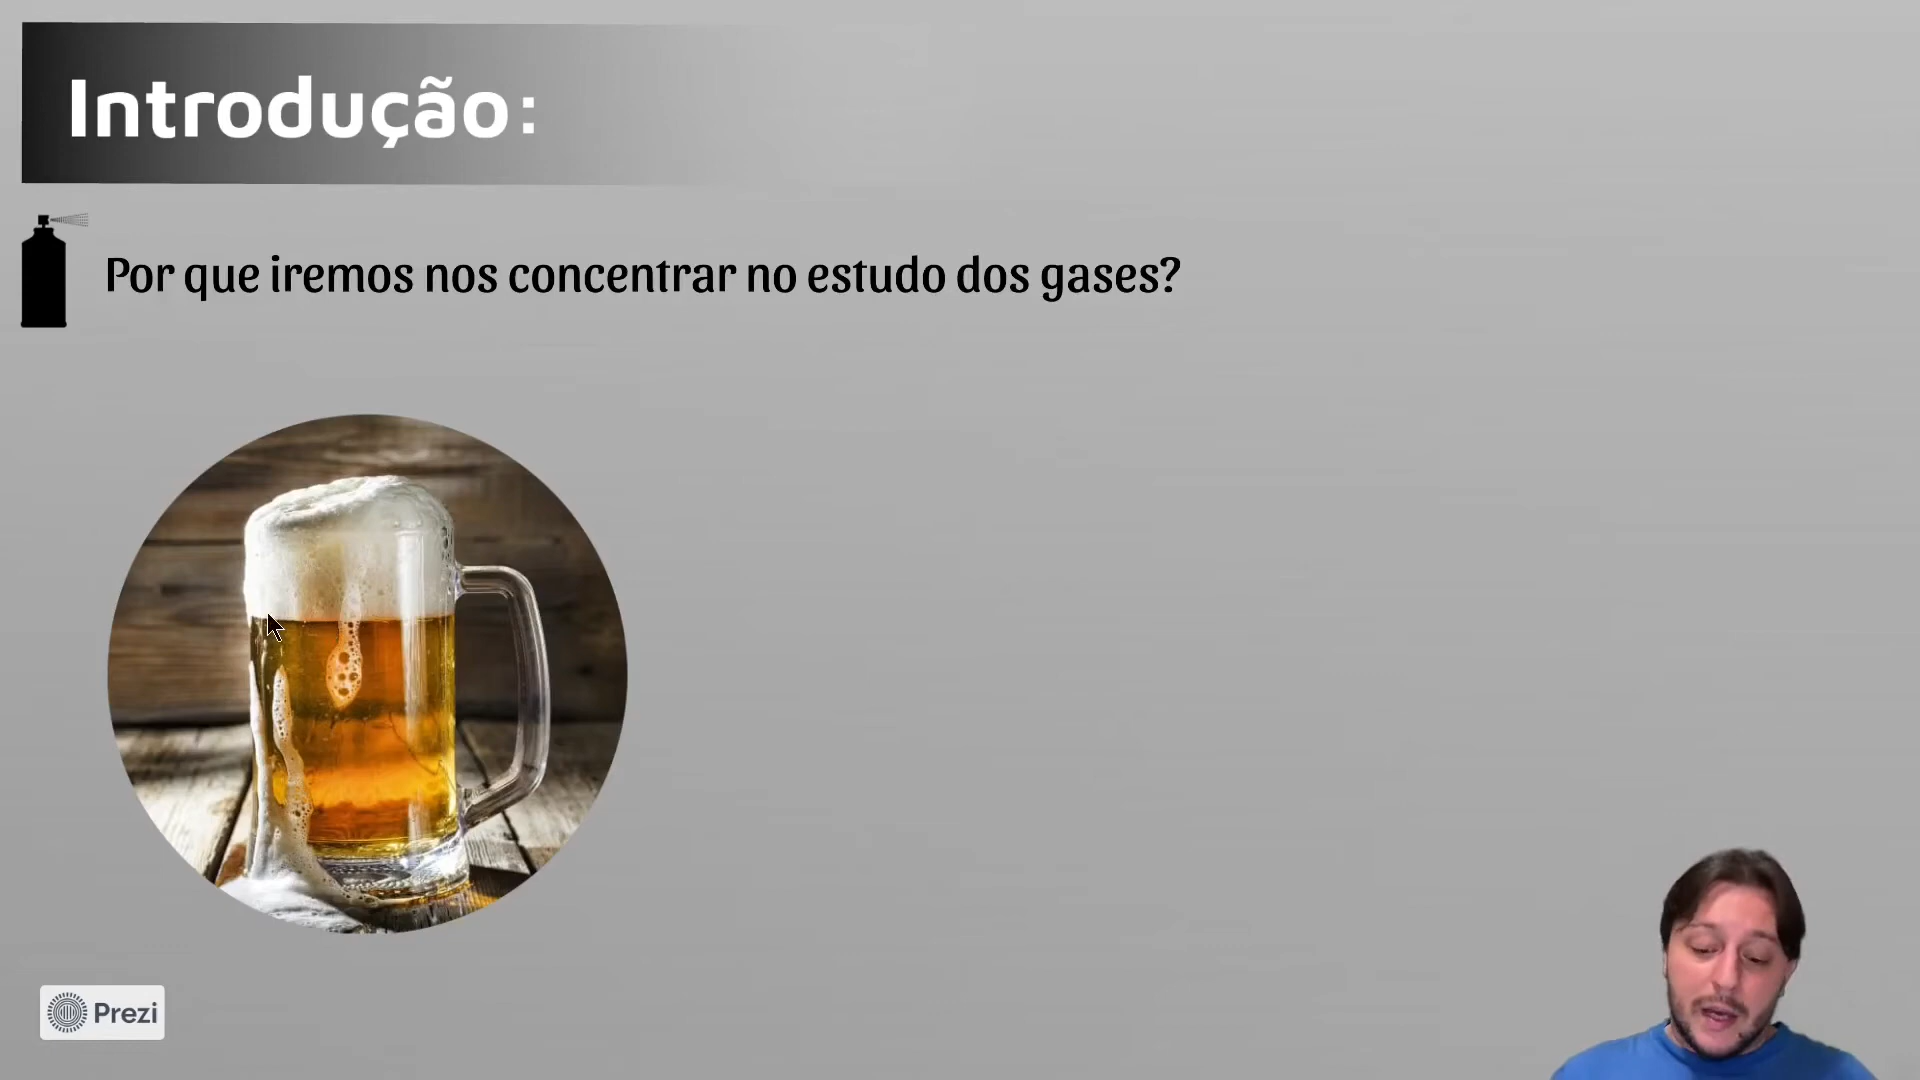 Introdução:
Por que iremos nos concentrar no estudo dos gases?
Prezi